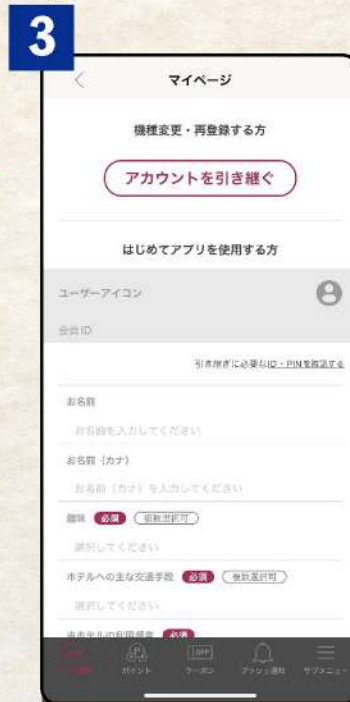 3
マイページ
機種変更・再登録する方
アカウントを引き継ぐ
はじめてアプリを使用する方
ユーザーアイコン
会員ID
引き継ぎに必要なID・PINを確認する
お名前
お名前を入力してください
お名前（カナ）
お名前（カナ）を入力してください
趣味 必須 複数選択可
選択してください
ホテルへの主な交通手段 必須 複数選択可
選択してください
必須
ポイント クーポン プッシュ通知 サブメニュー
OFF